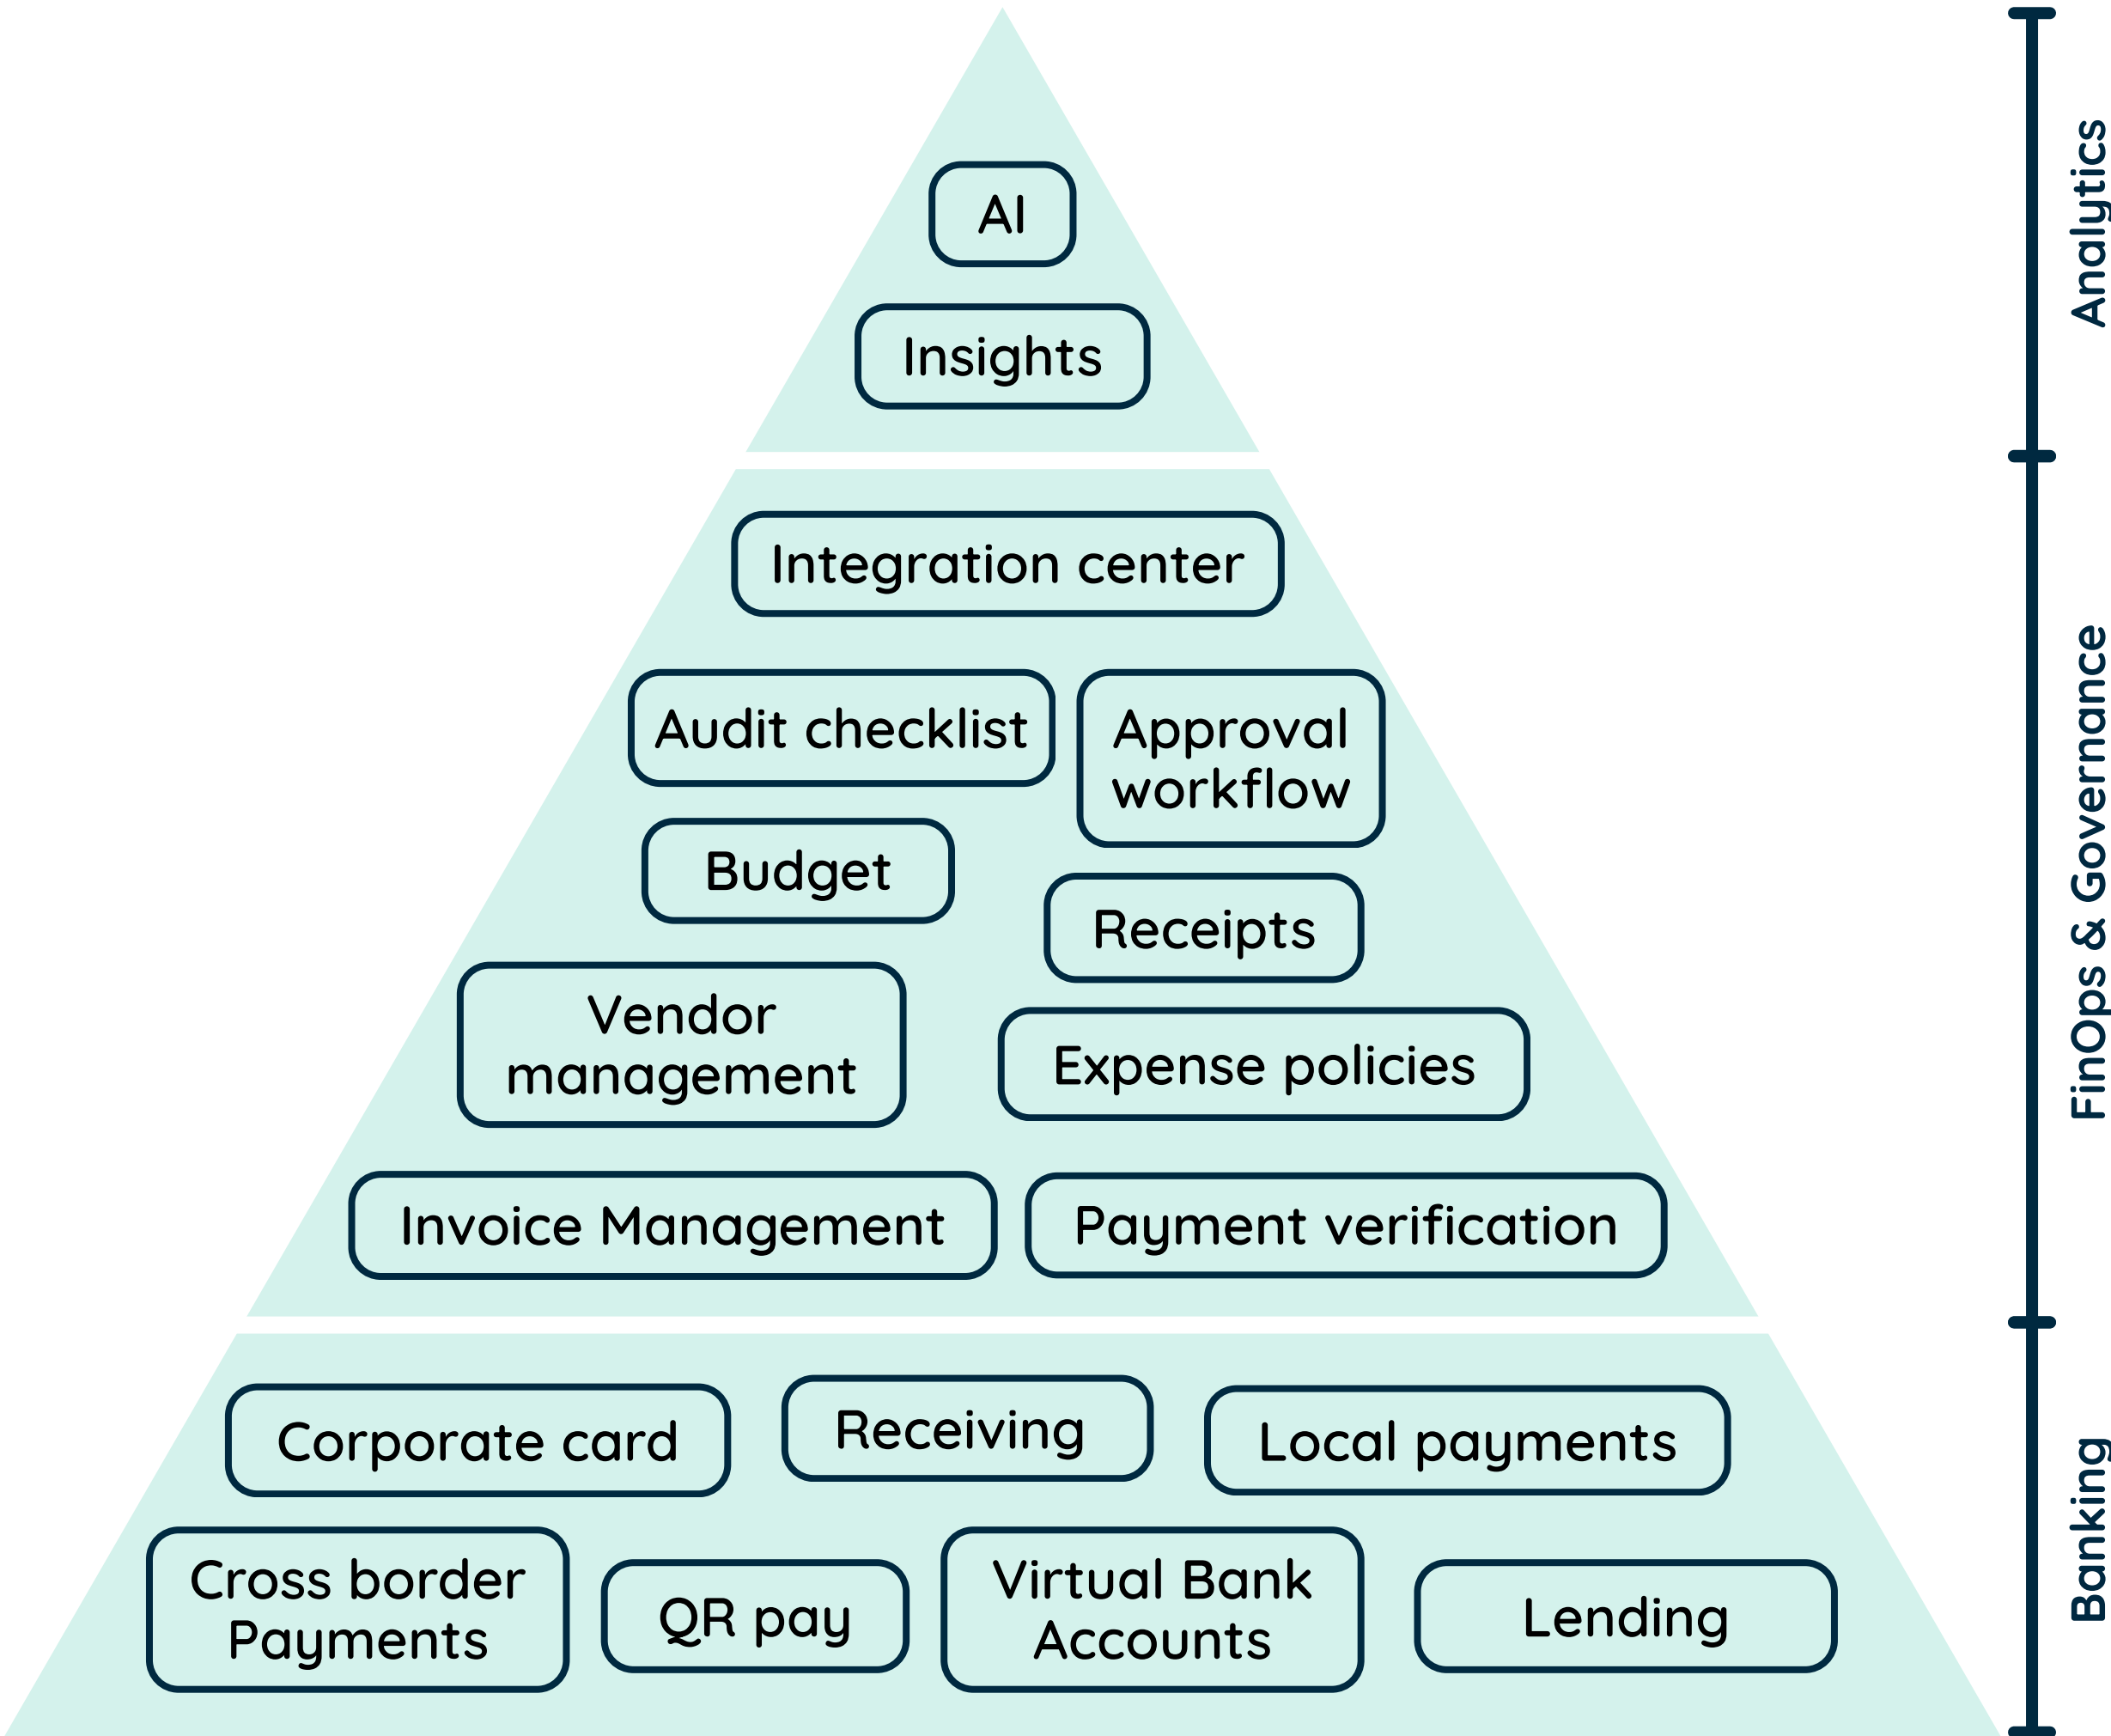 AI
Insights
Analytics
Integration center
Audit checklist
Approval
workflow
Budget
Receipts
Vendor
management
Expense policies
Invoice Management
Payment verification
FinOps & Governance
Corporate card
Receiving
Local payments
Cross border
Payments
QR pay
Virtual Bank
Accounts
Lending
Banking